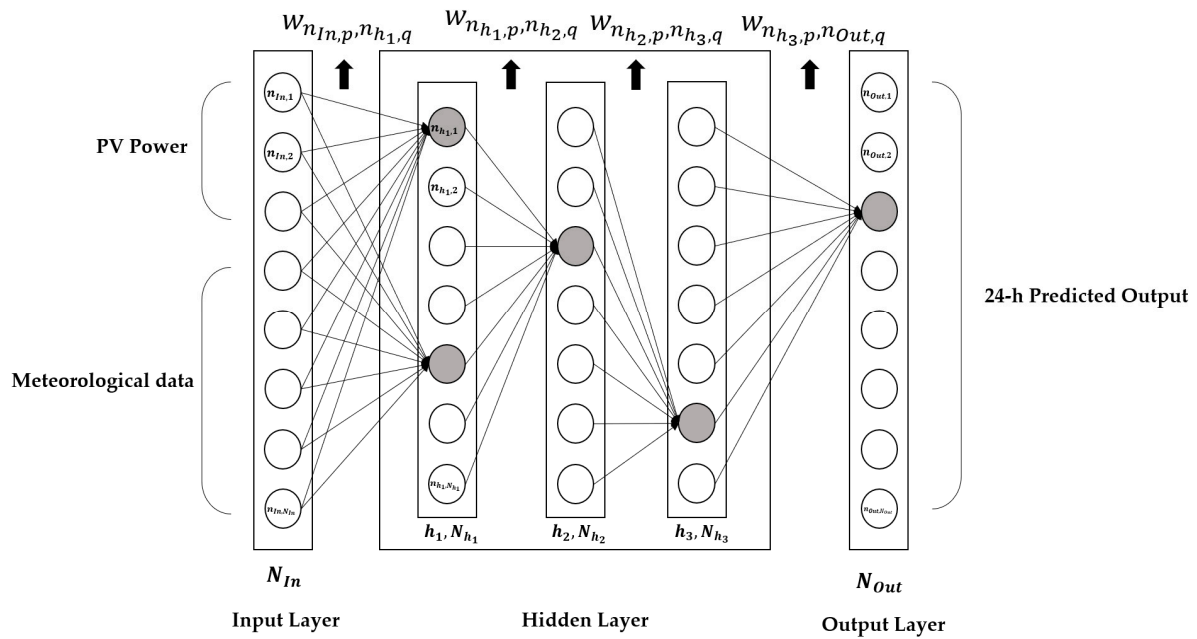 W_{n_{In},p,n_{h_1},q}
W_{n_{h_1},p,n_{h_2},q}
W_{n_{h_2},p,n_{h_3},q}
W_{n_{h_3},p,n_{Out},q}
PV Power
Meteorological data
n_{In,1}
n_{In,2}
n_{In,N_{In}}
n_{h_1,1}
n_{h_1,2}
n_{h_1,N_{h_1}}
n_{Out,1}
n_{Out,2}
n_{Out,N_{Out}}
24-h Predicted Output
h_1, N_{h_1}
h_2, N_{h_2}
h_3, N_{h_3}
N_{In}
N_{Out}
Input Layer
Hidden Layer
Output Layer